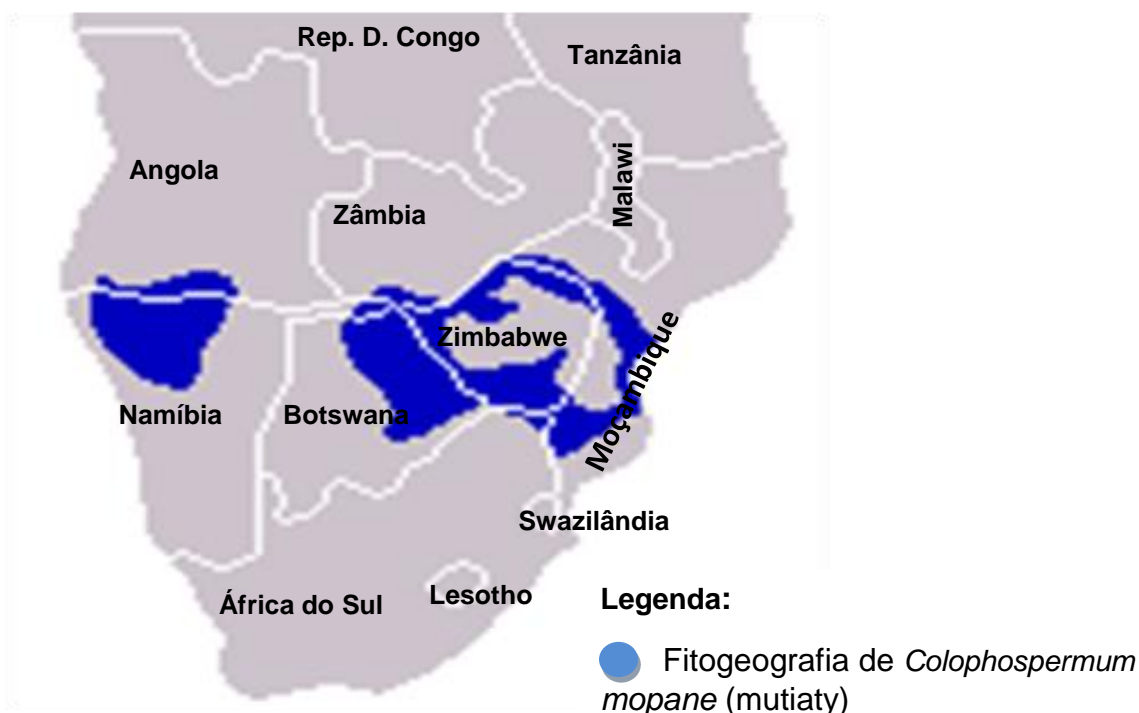 Rep. D. Congo
Tanzânia
Angola
Malawi
Zâmbia
Zimbabwe
Moçambique
Namíbia
Botswana
Swazilândia
África do Sul
Lesotho
Legenda:
Fitogeografia de Colophospermum
mopane (mutiaty)